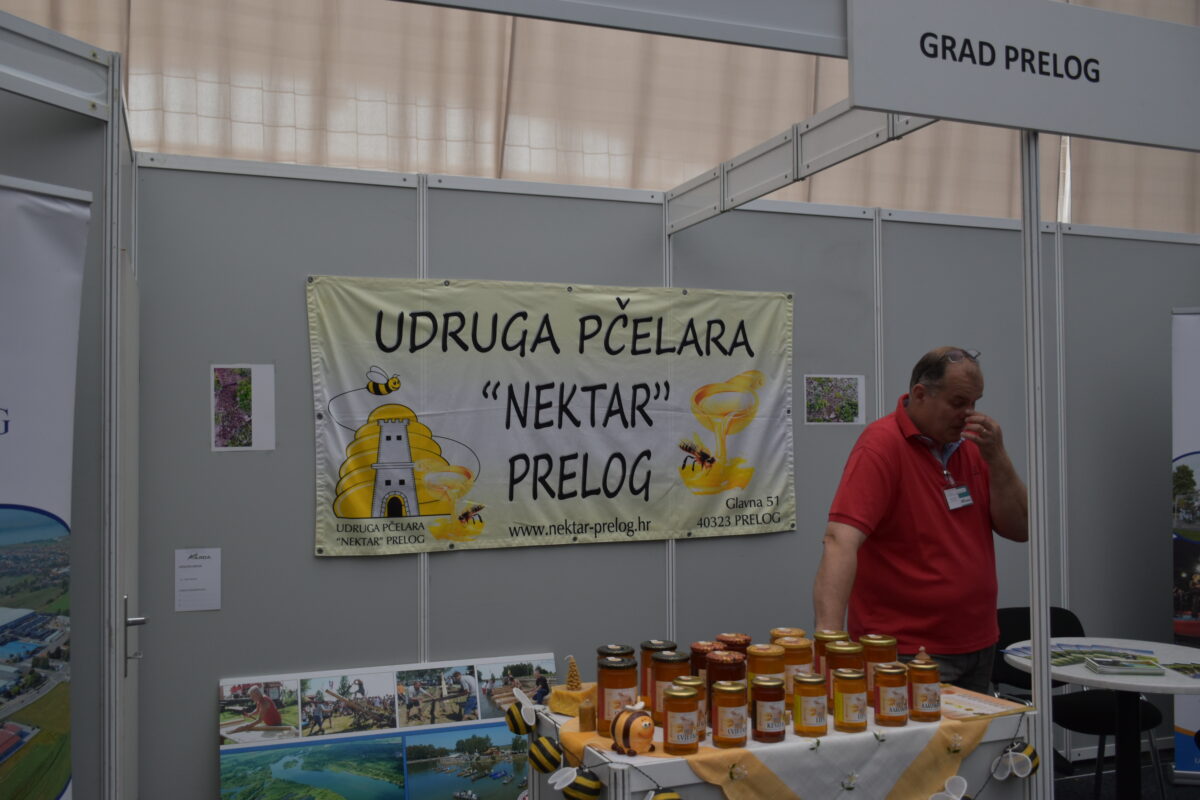 GRAD PRELOG
UDRUGA PČELARA
“NEKTAR”
PRELOG
UDRUGA PČELARA
“NEKTAR” PRELOG
www.nektar-prelog.hr
Glavna 51
40323 PRELOG
G